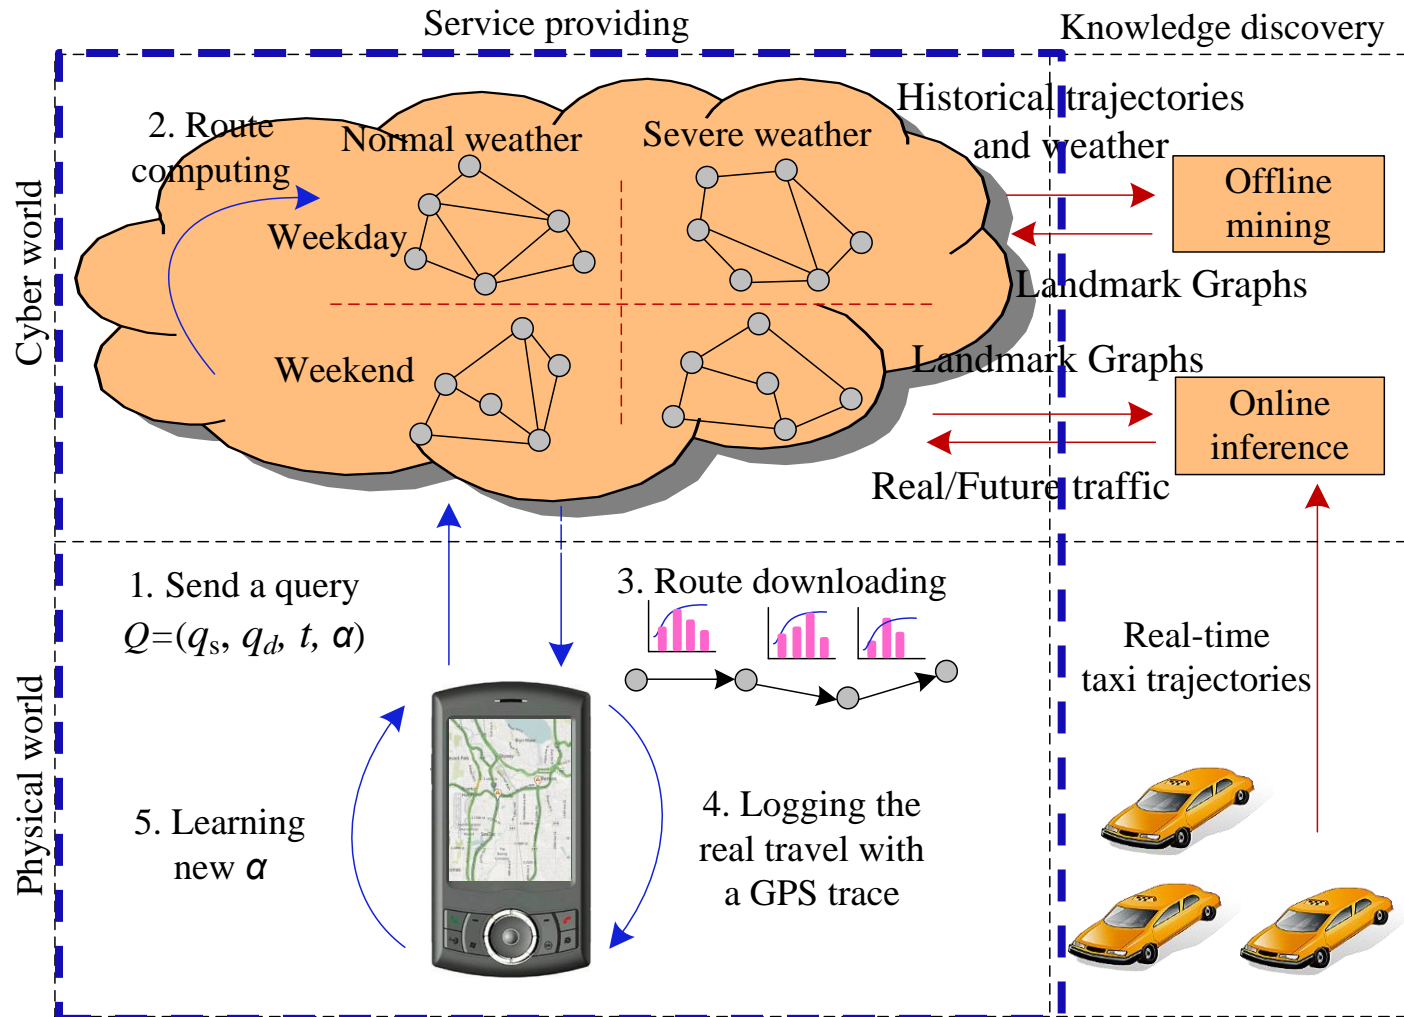 Service providing
Knowledge discovery
Cyber world
2. Route
computing
Normal weather
Severe weather
Weekday
Weekend
Historical trajectories
and weather
Offline
mining
Landmark Graphs
Landmark Graphs
Online
inference
Real/Future traffic
Physical world
1. Send a query
Q=(qs, qd, t, α)
3. Route downloading
5. Learning
new α
4. Logging the
real travel with
a GPS trace
Real-time
taxi trajectories